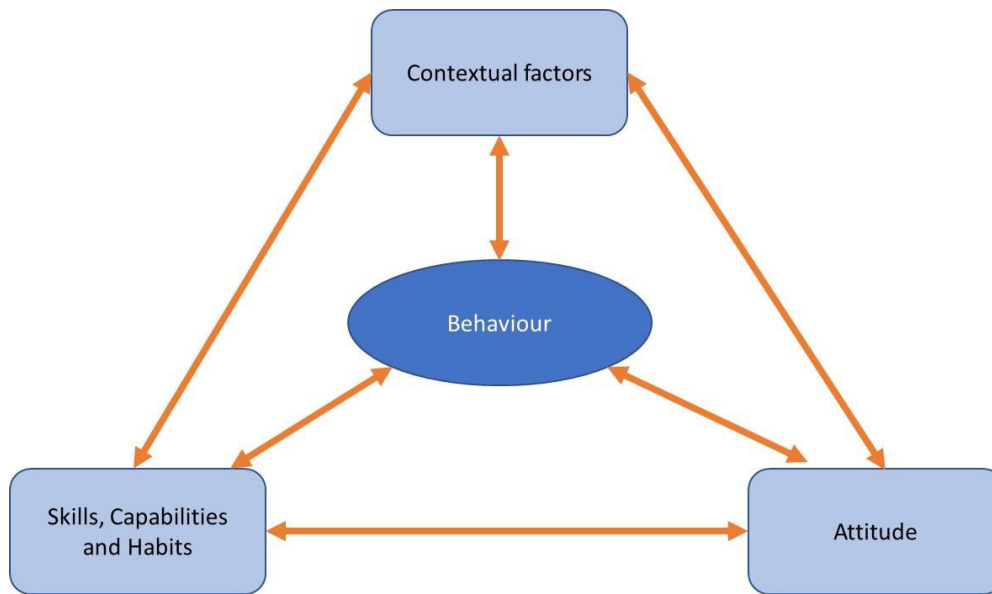 Contextual factors
Behaviour
Skills, Capabilities
and Habits
Attitude